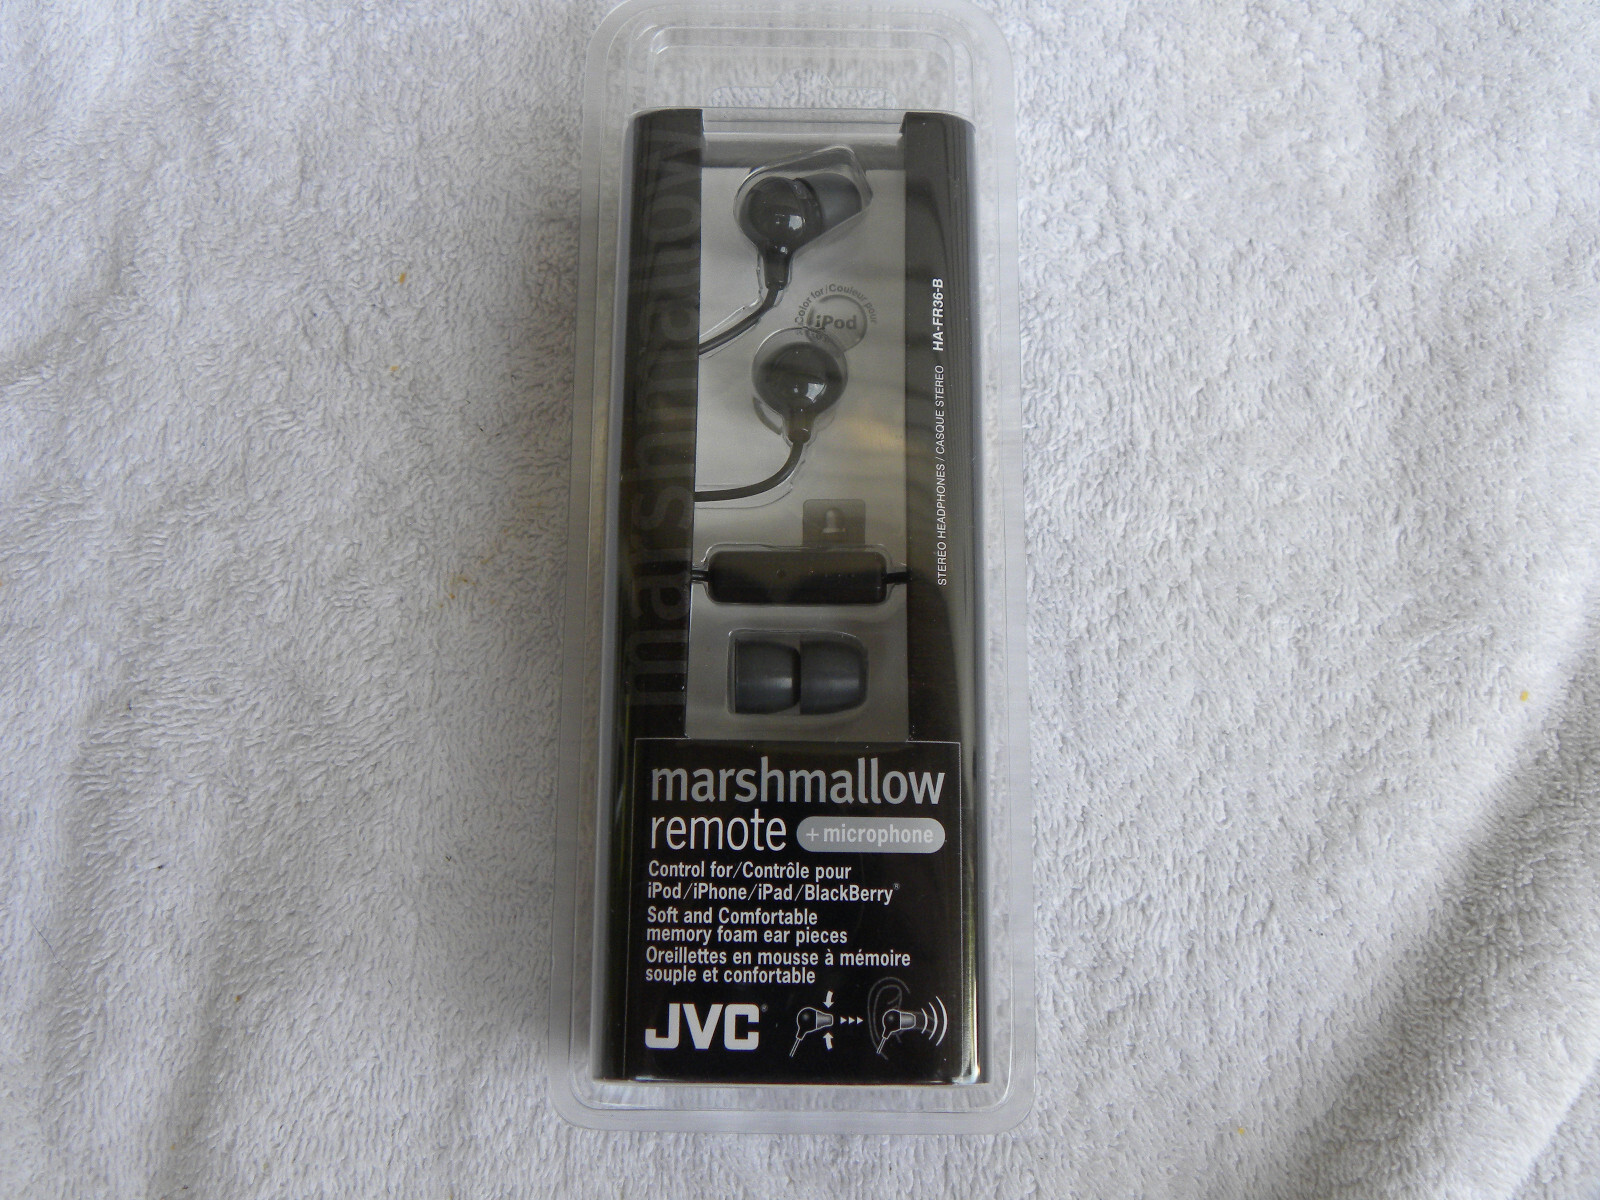 marshmallow
Color for/Couleur pour
iPod
STEREO HEADPHONES / CASQUE STEREO HA-FR36-B
marshmallow
remote + microphone
Control for/Contrôle pour
iPod/iPhone/iPad/BlackBerry®
Soft and Comfortable
memory foam ear pieces
Oreillettes en mousse à mémoire
souple et confortable
JVC®